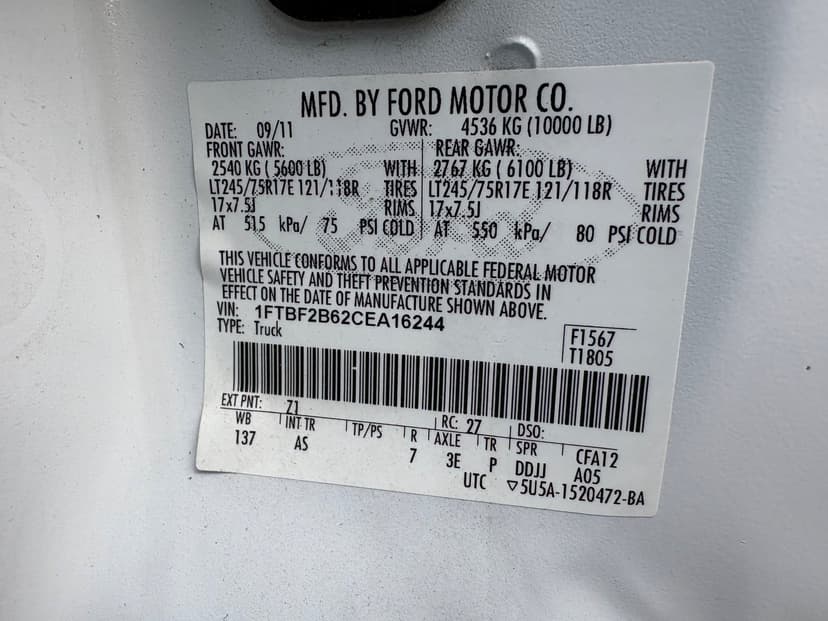 MFD. BY FORD MOTOR CO.
DATE: 09/11 GVWR: 4536 KG (10000 LB)
FRONT GAWR: REAR GAWR:
2540 KG ( 5600 LB) WITH 2767 KG ( 6100 LB) WITH
LT245/75R17E 121/118R TIRES LT245/75R17E 121/118R TIRES
17x7.5J RIMS 17x7.5J RIMS
AT 515 kPa/ 75 PSI COLD AT 550 kPa/ 80 PSI COLD
THIS VEHICLE CONFORMS TO ALL APPLICABLE FEDERAL MOTOR
VEHICLE SAFETY AND THEFT PREVENTION STANDARDS IN
EFFECT ON THE DATE OF MANUFACTURE SHOWN ABOVE.
VIN: 1FTBF2B62CEA16244
TYPE: Truck
F1567
T1805
EXT PNT: Z1 RC: 27 DSO:
WB INT TR TP/PS R AXLE TR SPR CFA12
137 AS 7 3E P DDJJ A05
UTC ▽5U5A-1520472-BA